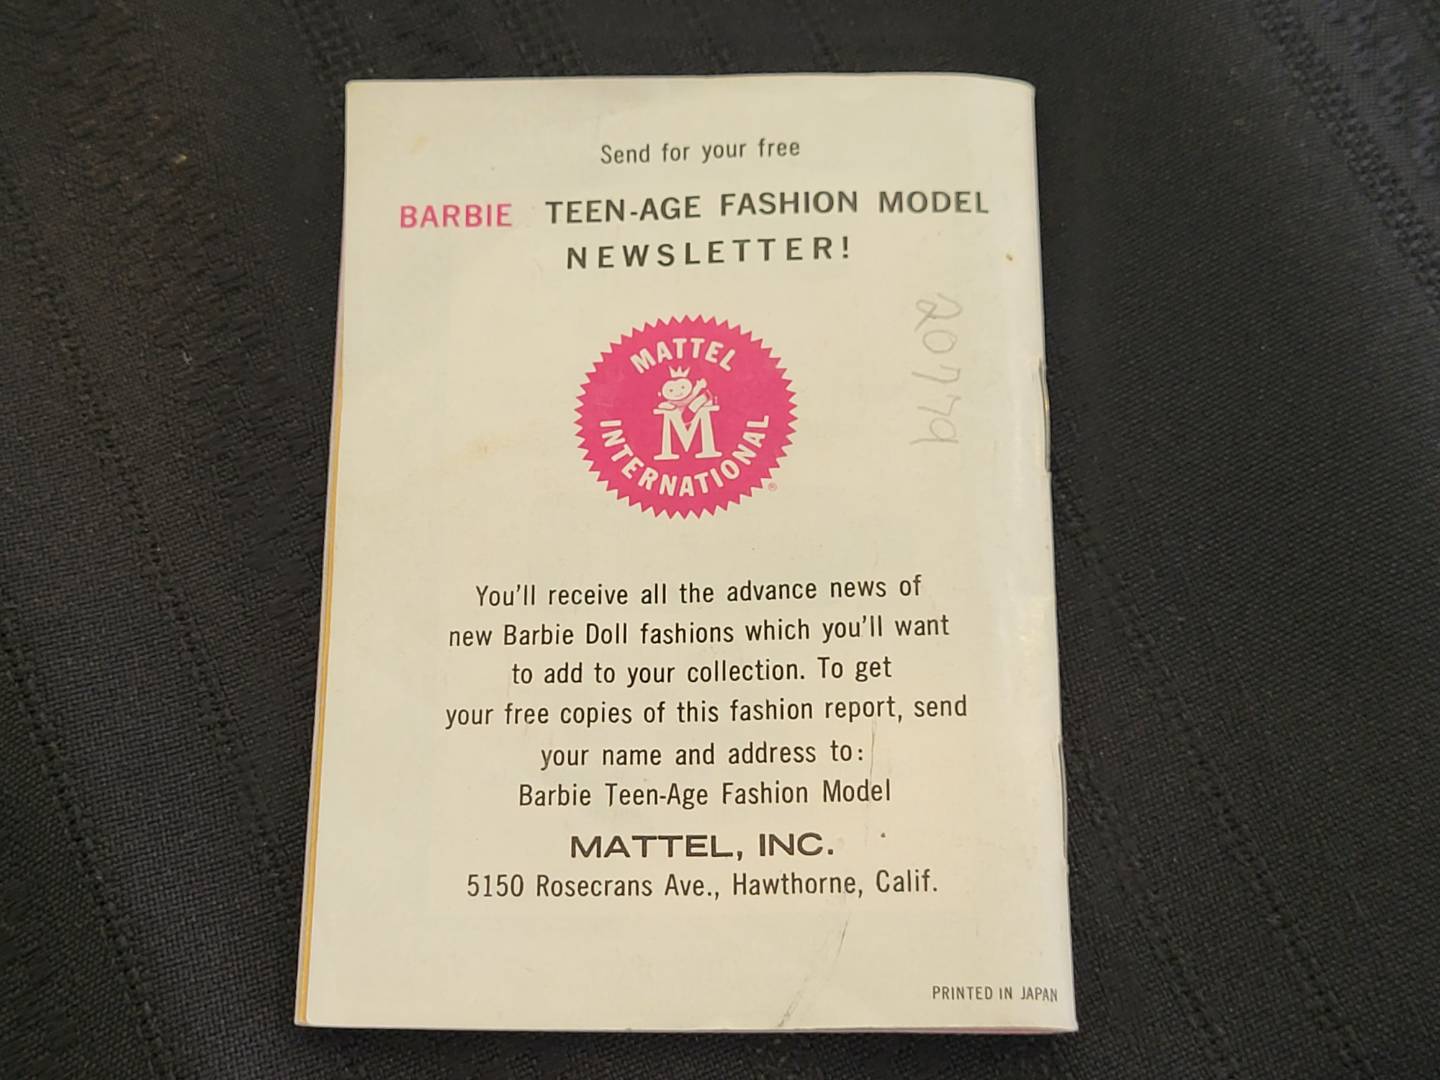 Send for your free
BARBIE TEEN-AGE FASHION MODEL
NEWSLETTER!
MATTEL
M
INTERNATIONAL
®
You'll receive all the advance news of
new Barbie Doll fashions which you'll want
to add to your collection. To get
your free copies of this fashion report, send
your name and address to:
Barbie Teen-Age Fashion Model
MATTEL, INC.
5150 Rosecrans Ave., Hawthorne, Calif.
PRINTED IN JAPAN